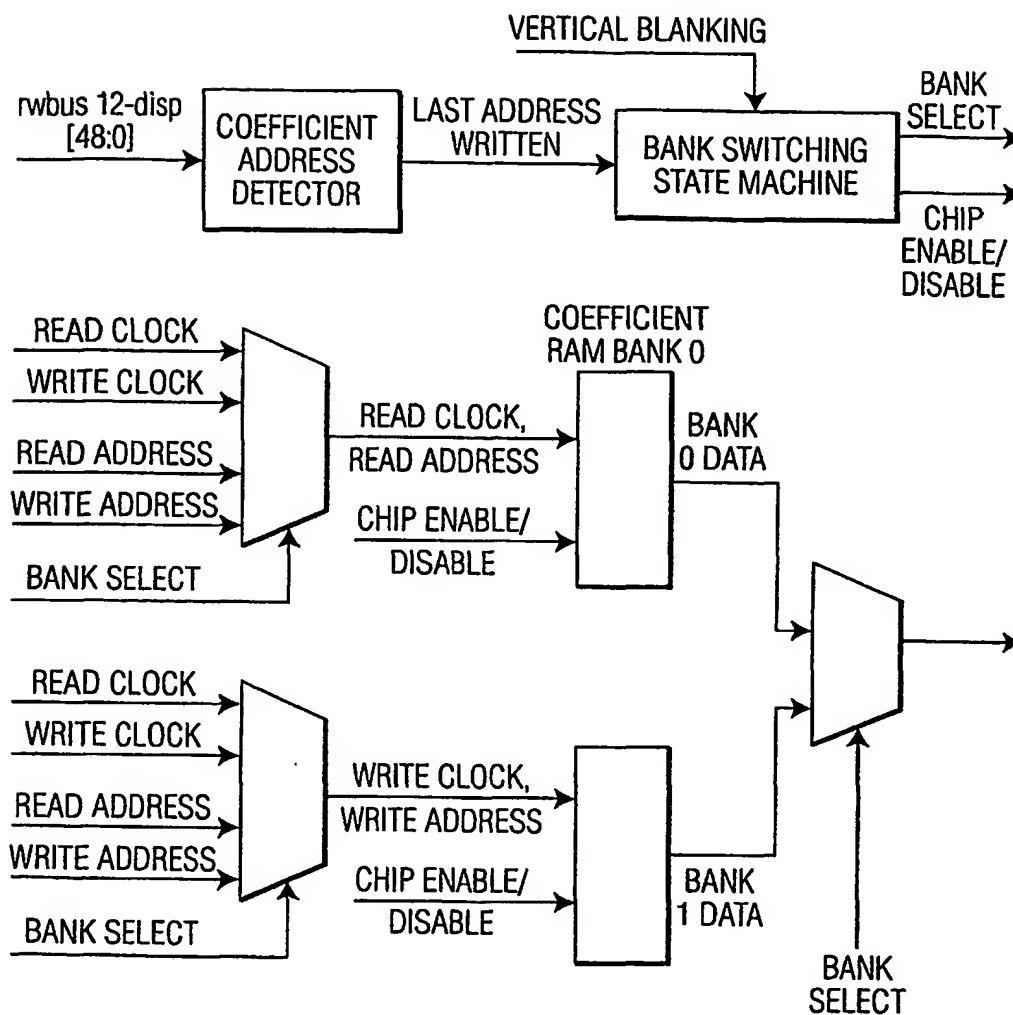 VERTICAL BLANKING
rwbus 12-disp
[48:0]
COEFFICIENT
ADDRESS
DETECTOR
LAST ADDRESS
WRITTEN
BANK SWITCHING
STATE MACHINE
BANK
SELECT
CHIP
ENABLE/
DISABLE
READ CLOCK
WRITE CLOCK
READ ADDRESS
WRITE ADDRESS
BANK SELECT
READ CLOCK,
READ ADDRESS
CHIP ENABLE/
DISABLE
COEFFICIENT
RAM BANK 0
BANK
0 DATA
READ CLOCK
WRITE CLOCK
READ ADDRESS
WRITE ADDRESS
BANK SELECT
WRITE CLOCK,
WRITE ADDRESS
CHIP ENABLE/
DISABLE
BANK
1 DATA
BANK
SELECT